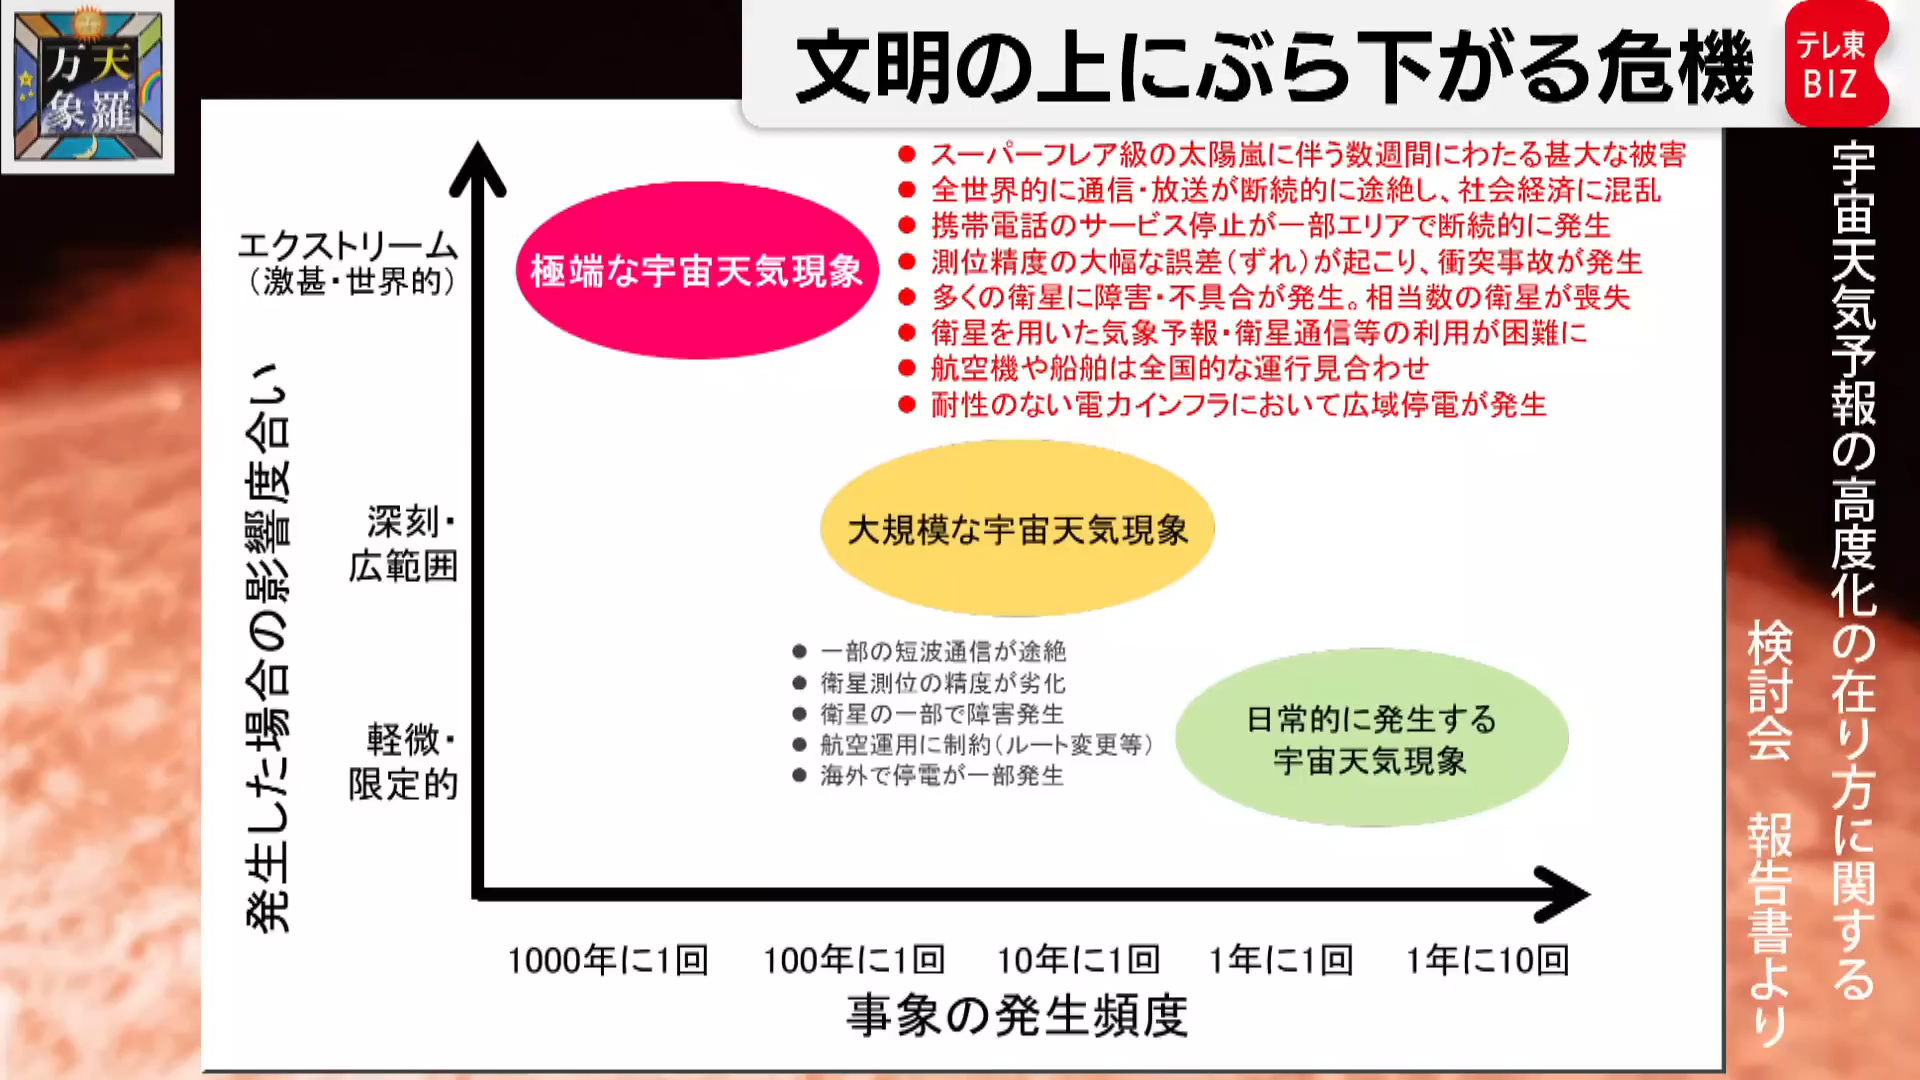 天羅
万象
文明の上にぶら下がる危機
テレ東
BIZ
宇宙天気予報の高度化の在り方に関する
検討会 報告書より
発生した場合の影響度合い
エクストリーム
（激甚・世界的）
深刻・
広範囲
軽微・
限定的
極端な宇宙天気現象
● スーパーフレア級の太陽嵐に伴う数週間にわたる甚大な被害
● 全世界的に通信・放送が断続的に途絶し、社会経済に混乱
● 携帯電話のサービス停止が一部エリアで断続的に発生
● 測位精度の大幅な誤差（ずれ）が起こり、衝突事故が発生
● 多くの衛星に障害・不具合が発生。相当数の衛星が喪失
● 衛星を用いた気象予報・衛星通信等の利用が困難に
● 航空機や船舶は全国的な運行見合わせ
● 耐性のない電力インフラにおいて広域停電が発生
大規模な宇宙天気現象
● 一部の短波通信が途絶
● 衛星測位の精度が劣化
● 衛星の一部で障害発生
● 航空運用に制約（ルート変更等）
● 海外で停電が一部発生
日常的に発生する
宇宙天気現象
1000年に1回 100年に1回 10年に1回 1年に1回 1年に10回
事象の発生頻度